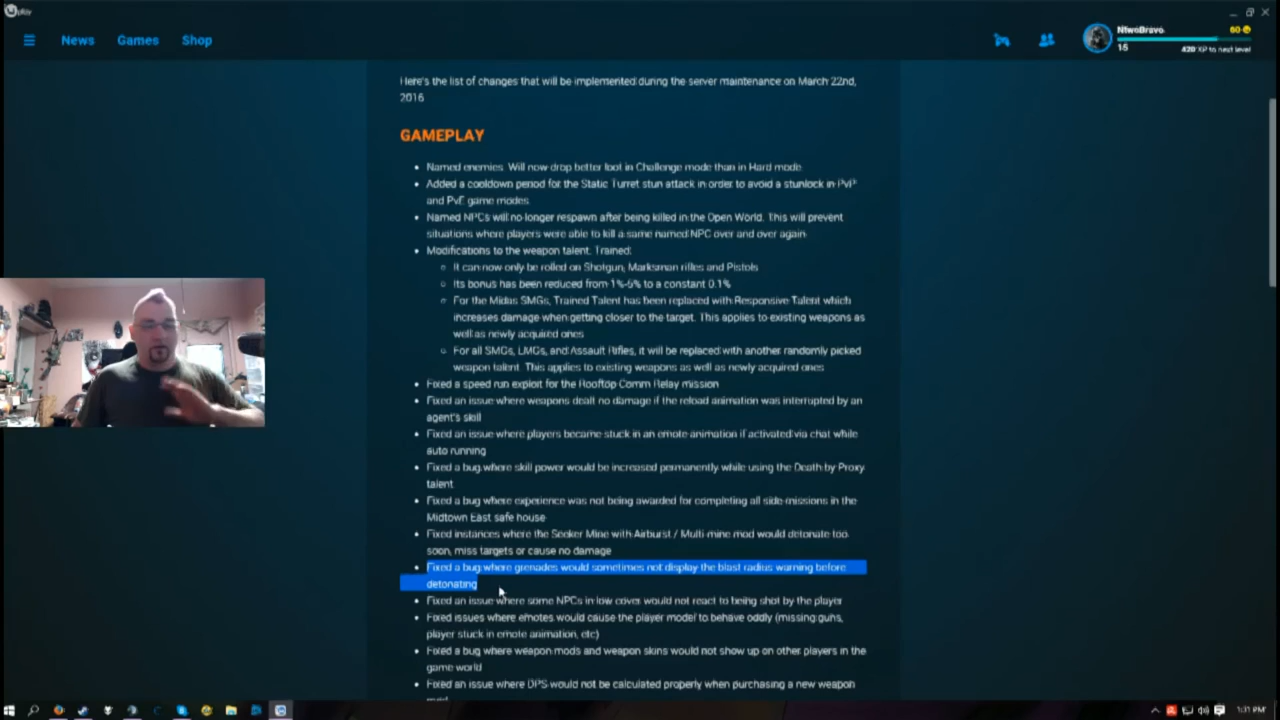 uplay
News Games Shop
NtwoBravo 60
15 420 XP to next level
Here's the list of changes that will be implemented during the server maintenance on March 22nd,
2016
GAMEPLAY
• Named enemies. Will now drop better loot in Challenge mode than in Hard mode.
• Added a cooldown period for the Static Turret stun attack in order to avoid a stunlock in PvP
and PvE game modes.
• Named NPCs will no longer respawn after being killed in the Open World. This will prevent
situations where players were able to kill a same named NPC over and over again
• Modifications to the weapon talent: Trained:
○ It can now only be rolled on Shotgun, Marksman rifles and Pistols
○ Its bonus has been reduced from 1%-5% to a constant 0.1%
○ For the Midas SMGs, Trained Talent has been replaced with Responsive Talent which
increases damage when getting closer to the target. This applies to existing weapons as
well as newly acquired ones
○ For all SMGs, LMGs, and Assault Rifles, it will be replaced with another randomly picked
weapon talent. This applies to existing weapons as well as newly acquired ones
• Fixed a speed run exploit for the Rooftop Comm Relay mission
• Fixed an issue where weapons dealt no damage if the reload animation was interrupted by an
agent's skill
• Fixed an issue where players became stuck in an emote animation if activated via chat while
auto running
• Fixed a bug where skill power would be increased permanently while using the Death by Proxy
talent
• Fixed a bug where experience was not being awarded for completing all side-missions in the
Midtown East safe house
• Fixed instances where the Seeker Mine with Airburst / Multi-mine mod would detonate too
soon, miss targets or cause no damage
• Fixed a bug where grenades would sometimes not display the blast radius warning before
detonating
• Fixed an issue where some NPCs in low cover would not react to being shot by the player
• Fixed issues where emotes would cause the player model to behave oddly (missing guns,
player stuck in emote animation, etc)
• Fixed a bug where weapon mods and weapon skins would not show up on other players in the
game world
• Fixed an issue where DPS would not be calculated properly when purchasing a new weapon
1:31 PM